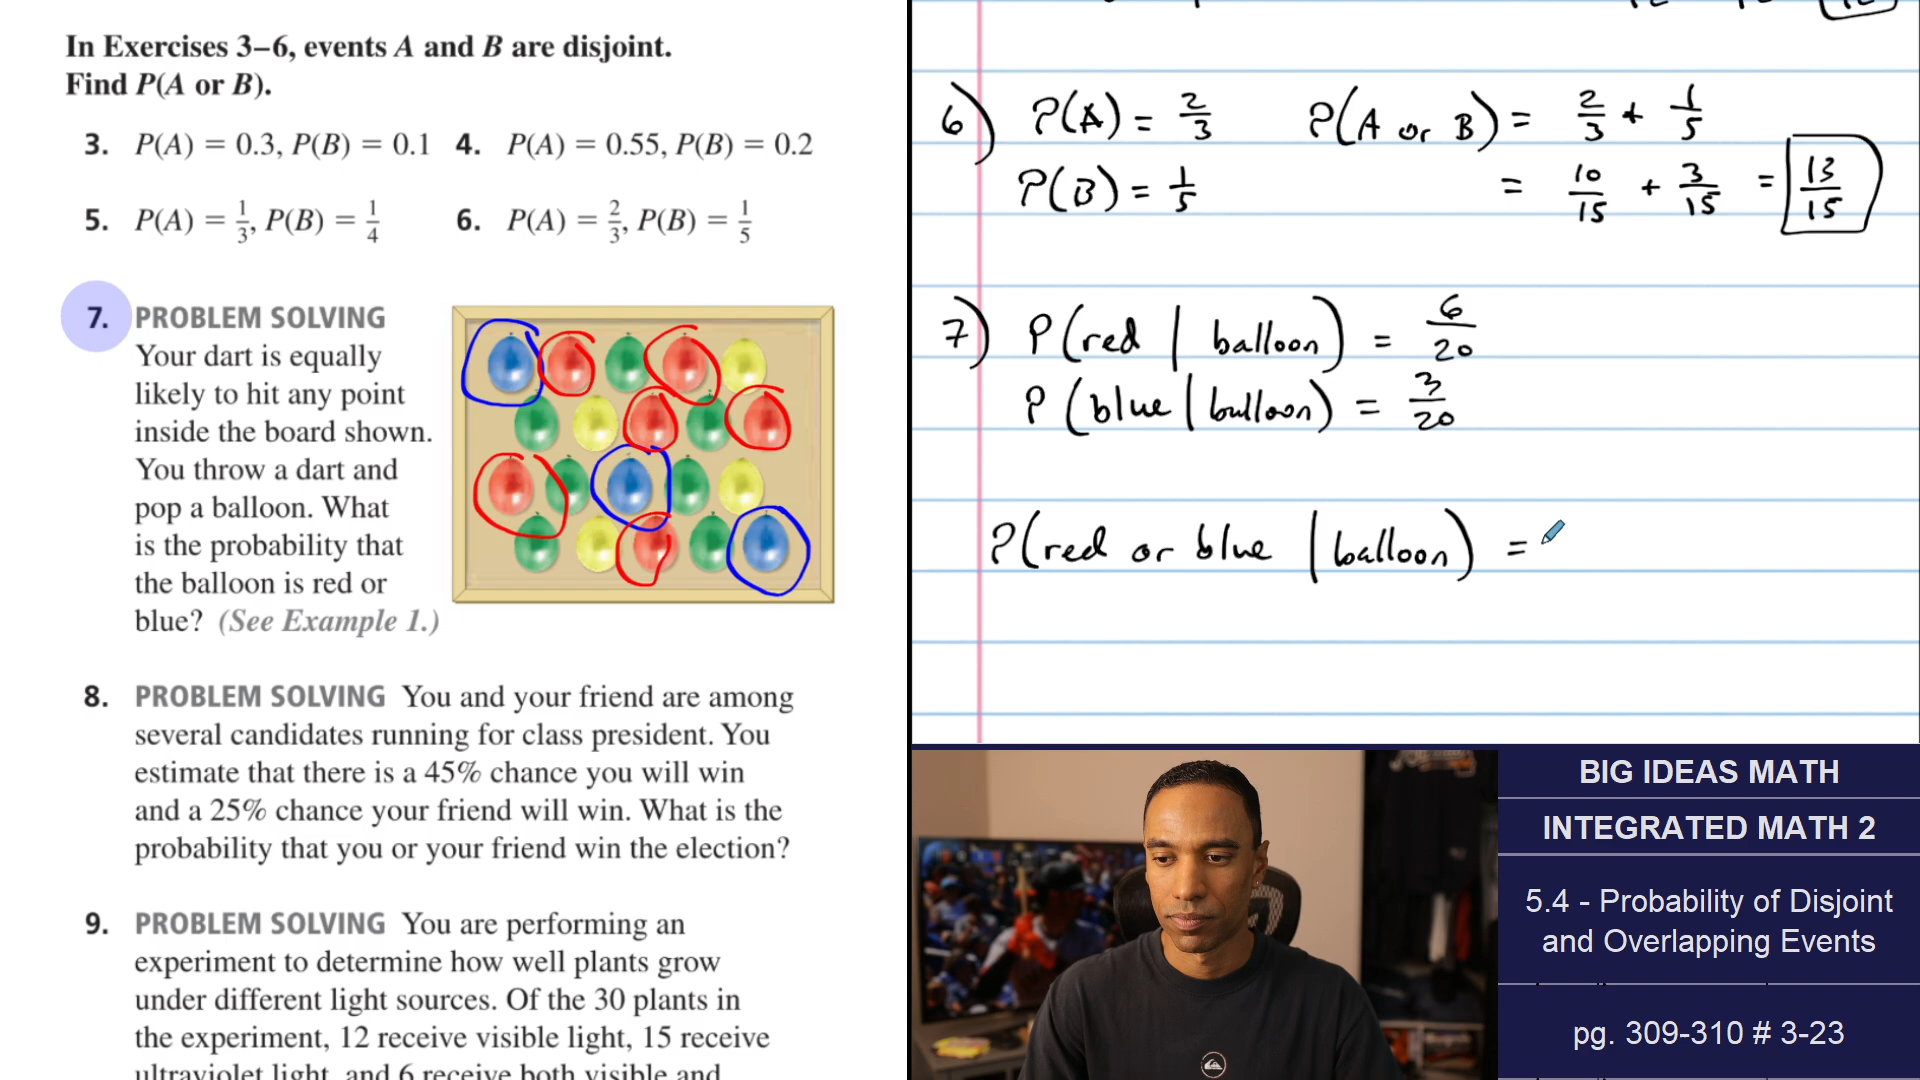 In Exercises 3–6, events A and B are disjoint.
Find P(A or B).
3. P(A) = 0.3, P(B) = 0.1 4. P(A) = 0.55, P(B) = 0.2
5. P(A) = 1/3, P(B) = 1/4 6. P(A) = 2/3, P(B) = 1/5
7. PROBLEM SOLVING
Your dart is equally
likely to hit any point
inside the board shown.
You throw a dart and
pop a balloon. What
is the probability that
the balloon is red or
blue? (See Example 1.)
8. PROBLEM SOLVING You and your friend are among
several candidates running for class president. You
estimate that there is a 45% chance you will win
and a 25% chance your friend will win. What is the
probability that you or your friend win the election?
9. PROBLEM SOLVING You are performing an
experiment to determine how well plants grow
under different light sources. Of the 30 plants in
the experiment, 12 receive visible light, 15 receive
ultraviolet light, and 6 receive both visible and
6) P(A) = 2/3 P(A or B) = 2/3 + 1/5
P(B) = 1/5 = 10/15 + 3/15 = 13/15
7) P(red | balloon) = 6/20
P(blue | balloon) = 3/20
P(red or blue | balloon) =
BIG IDEAS MATH
INTEGRATED MATH 2
5.4 - Probability of Disjoint
and Overlapping Events
pg. 309-310 # 3-23